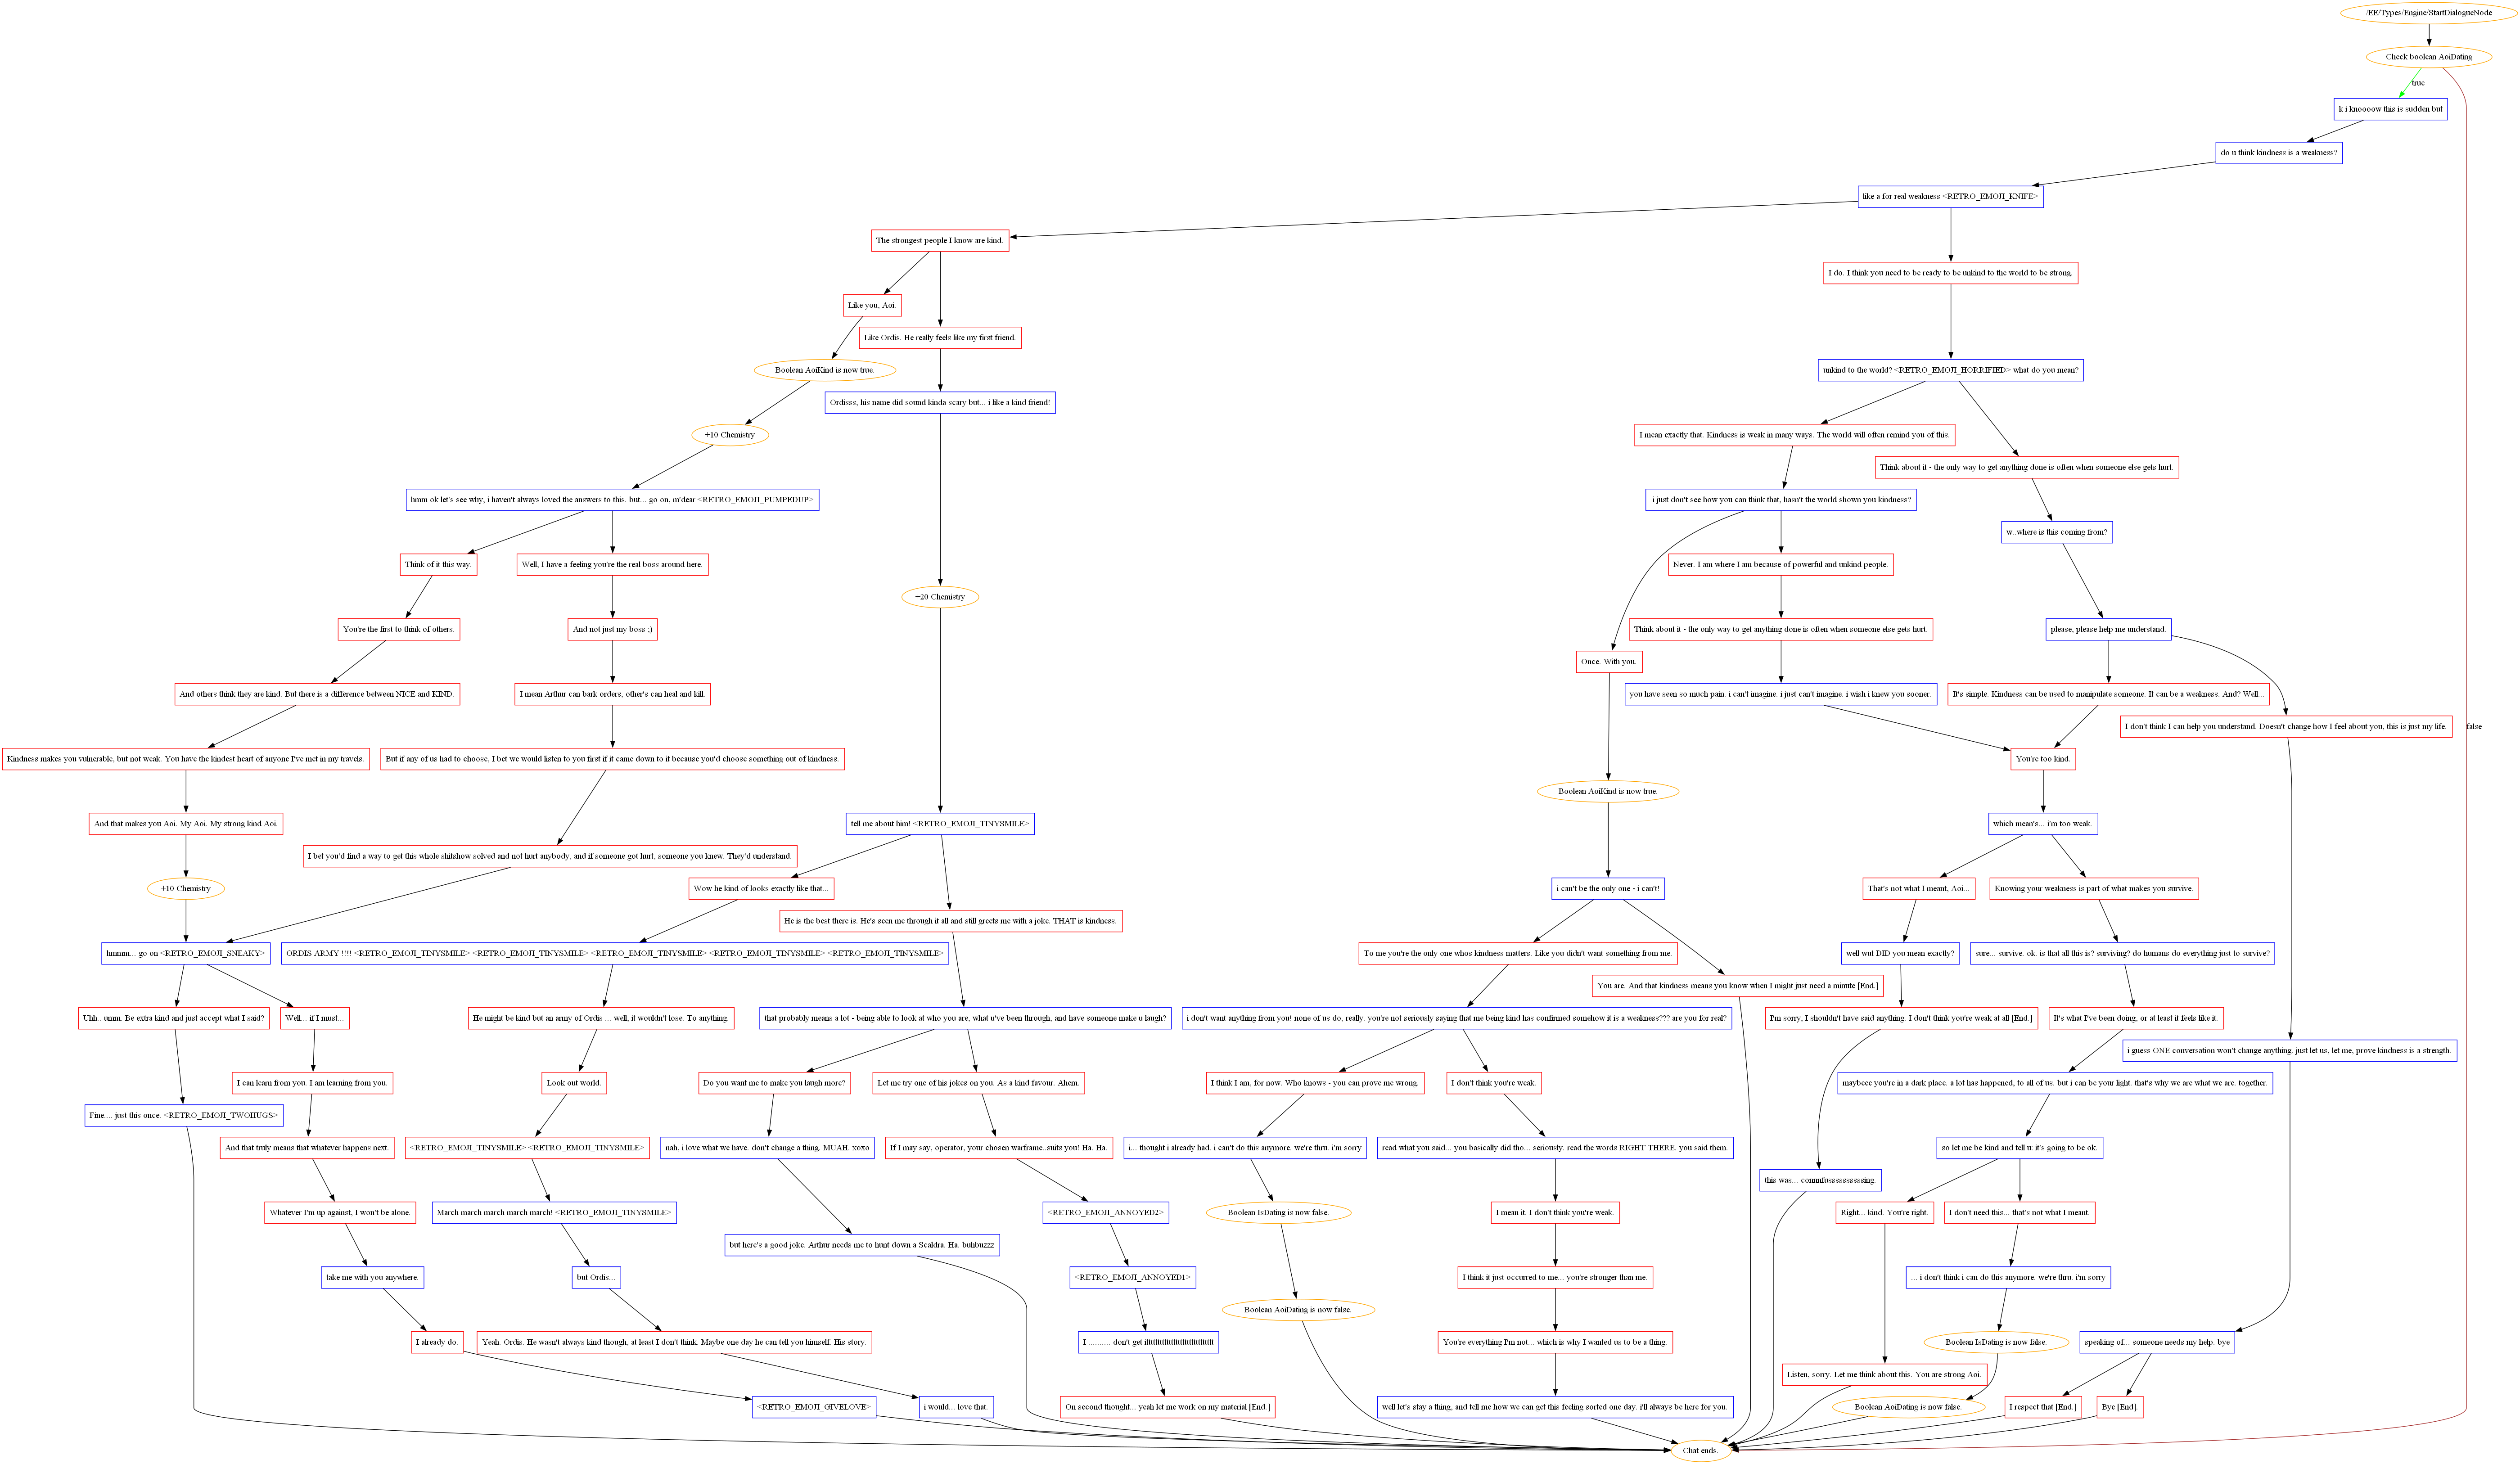 /EE/Types/Engine/StartDialogueNode
Check boolean AoiDating
true
k i knoooow this is sudden but
do u think kindness is a weakness?
like a for real weakness <RETRO_EMOJI_KNIFE>
The strongest people I know are kind.
I do. I think you need to be ready to be unkind to the world to be strong.
Like you, Aoi.
Like Ordis. He really feels like my first friend.
Boolean AoiKind is now true.
unkind to the world? <RETRO_EMOJI_HORRIFIED> what do you mean?
Ordisss, his name did sound kinda scary but... i like a kind friend!
+10 Chemistry
I mean exactly that. Kindness is weak in many ways. The world will often remind you of this.
Think about it - the only way to get anything done is often when someone else gets hurt.
hmm ok let's see why, i haven't always loved the answers to this. but... go on, m'dear <RETRO_EMOJI_PUMPEDUP>
i just don't see how you can think that, hasn't the world shown you kindness?
w..where is this coming from?
Think of it this way.
Well, I have a feeling you're the real boss around here.
Never. I am where I am because of powerful and unkind people.
+20 Chemistry
You're the first to think of others.
And not just my boss ;)
Think about it - the only way to get anything done is often when someone else gets hurt.
please, please help me understand.
Once. With you.
And others think they are kind. But there is a difference between NICE and KIND.
I mean Arthur can bark orders, other's can heal and kill.
you have seen so much pain. i can't imagine. i just can't imagine. i wish i knew you sooner.
It's simple. Kindness can be used to manipulate someone. It can be a weakness. And? Well...
I don't think I can help you understand. Doesn't change how I feel about you, this is just my life.
false
Kindness makes you vulnerable, but not weak. You have the kindest heart of anyone I've met in my travels.
But if any of us had to choose, I bet we would listen to you first if it came down to it because you'd choose something out of kindness.
You're too kind.
Boolean AoiKind is now true.
And that makes you Aoi. My Aoi. My strong kind Aoi.
tell me about him! <RETRO_EMOJI_TINYSMILE>
which mean's... i'm too weak.
I bet you'd find a way to get this whole shitshow solved and not hurt anybody, and if someone got hurt, someone you knew. They'd understand.
+10 Chemistry
Wow he kind of looks exactly like that...
i can't be the only one - i can't!
That's not what I meant, Aoi...
Knowing your weakness is part of what makes you survive.
He is the best there is. He's seen me through it all and still greets me with a joke. THAT is kindness.
hmmm... go on <RETRO_EMOJI_SNEAKY>
ORDIS ARMY !!!! <RETRO_EMOJI_TINYSMILE> <RETRO_EMOJI_TINYSMILE> <RETRO_EMOJI_TINYSMILE> <RETRO_EMOJI_TINYSMILE> <RETRO_EMOJI_TINYSMILE>
To me you're the only one whos kindness matters. Like you didn't want something from me.
well wut DID you mean exactly?
sure... survive. ok. is that all this is? surviving? do humans do everything just to survive?
You are. And that kindness means you know when I might just need a minute [End.]
Uhh.. umm. Be extra kind and just accept what I said?
Well... if I must...
He might be kind but an army of Ordis ... well, it wouldn't lose. To anything.
that probably means a lot - being able to look at who you are, what u've been through, and have someone make u laugh?
i don't want anything from you! none of us do, really. you're not seriously saying that me being kind has confirmed somehow it is a weakness??? are you for real?
I'm sorry, I shouldn't have said anything. I don't think you're weak at all [End.]
It's what I've been doing, or at least it feels like it.
i guess ONE conversation won't change anything. just let us, let me, prove kindness is a strength.
I can learn from you. I am learning from you.
Look out world.
Do you want me to make you laugh more?
Let me try one of his jokes on you. As a kind favour. Ahem.
I think I am, for now. Who knows - you can prove me wrong.
I don't think you're weak.
maybeee you're in a dark place. a lot has happened, to all of us. but i can be your light. that's why we are what we are. together.
Fine.... just this once. <RETRO_EMOJI_TWOHUGS>
And that truly means that whatever happens next.
<RETRO_EMOJI_TINYSMILE> <RETRO_EMOJI_TINYSMILE>
nah, i love what we have. don't change a thing. MUAH. xoxo
If I may say, operator, your chosen warframe..suits you! Ha. Ha.
i... thought i already had. i can't do this anymore. we're thru. i'm sorry
read what you said... you basically did tho... seriously. read the words RIGHT THERE. you said them.
so let me be kind and tell u: it's going to be ok.
this was... connnfussssssssssing.
Whatever I'm up against, I won't be alone.
March march march march march! <RETRO_EMOJI_TINYSMILE>
<RETRO_EMOJI_ANNOYED2>
Boolean IsDating is now false.
I mean it. I don't think you're weak.
Right... kind. You're right.
I don't need this... that's not what I meant.
but here's a good joke. Arthur needs me to hunt down a Scaldra. Ha. buhbuzzz
take me with you anywhere.
but Ordis...
<RETRO_EMOJI_ANNOYED1>
I think it just occurred to me... you're stronger than me.
... i don't think i can do this anymore. we're thru. i'm sorry
Boolean AoiDating is now false.
I already do.
Yeah. Ordis. He wasn't always kind though, at least I don't think. Maybe one day he can tell you himself. His story.
You're everything I'm not... which is why I wanted us to be a thing.
Boolean IsDating is now false.
speaking of... someone needs my help. bye
Listen, sorry. Let me think about this. You are strong Aoi.
<RETRO_EMOJI_GIVELOVE>
i would... love that.
On second thought... yeah let me work on my material [End.]
well let's stay a thing, and tell me how we can get this feeling sorted one day. i'll always be here for you.
Boolean AoiDating is now false.
I respect that [End.]
Bye [End].
Chat ends.